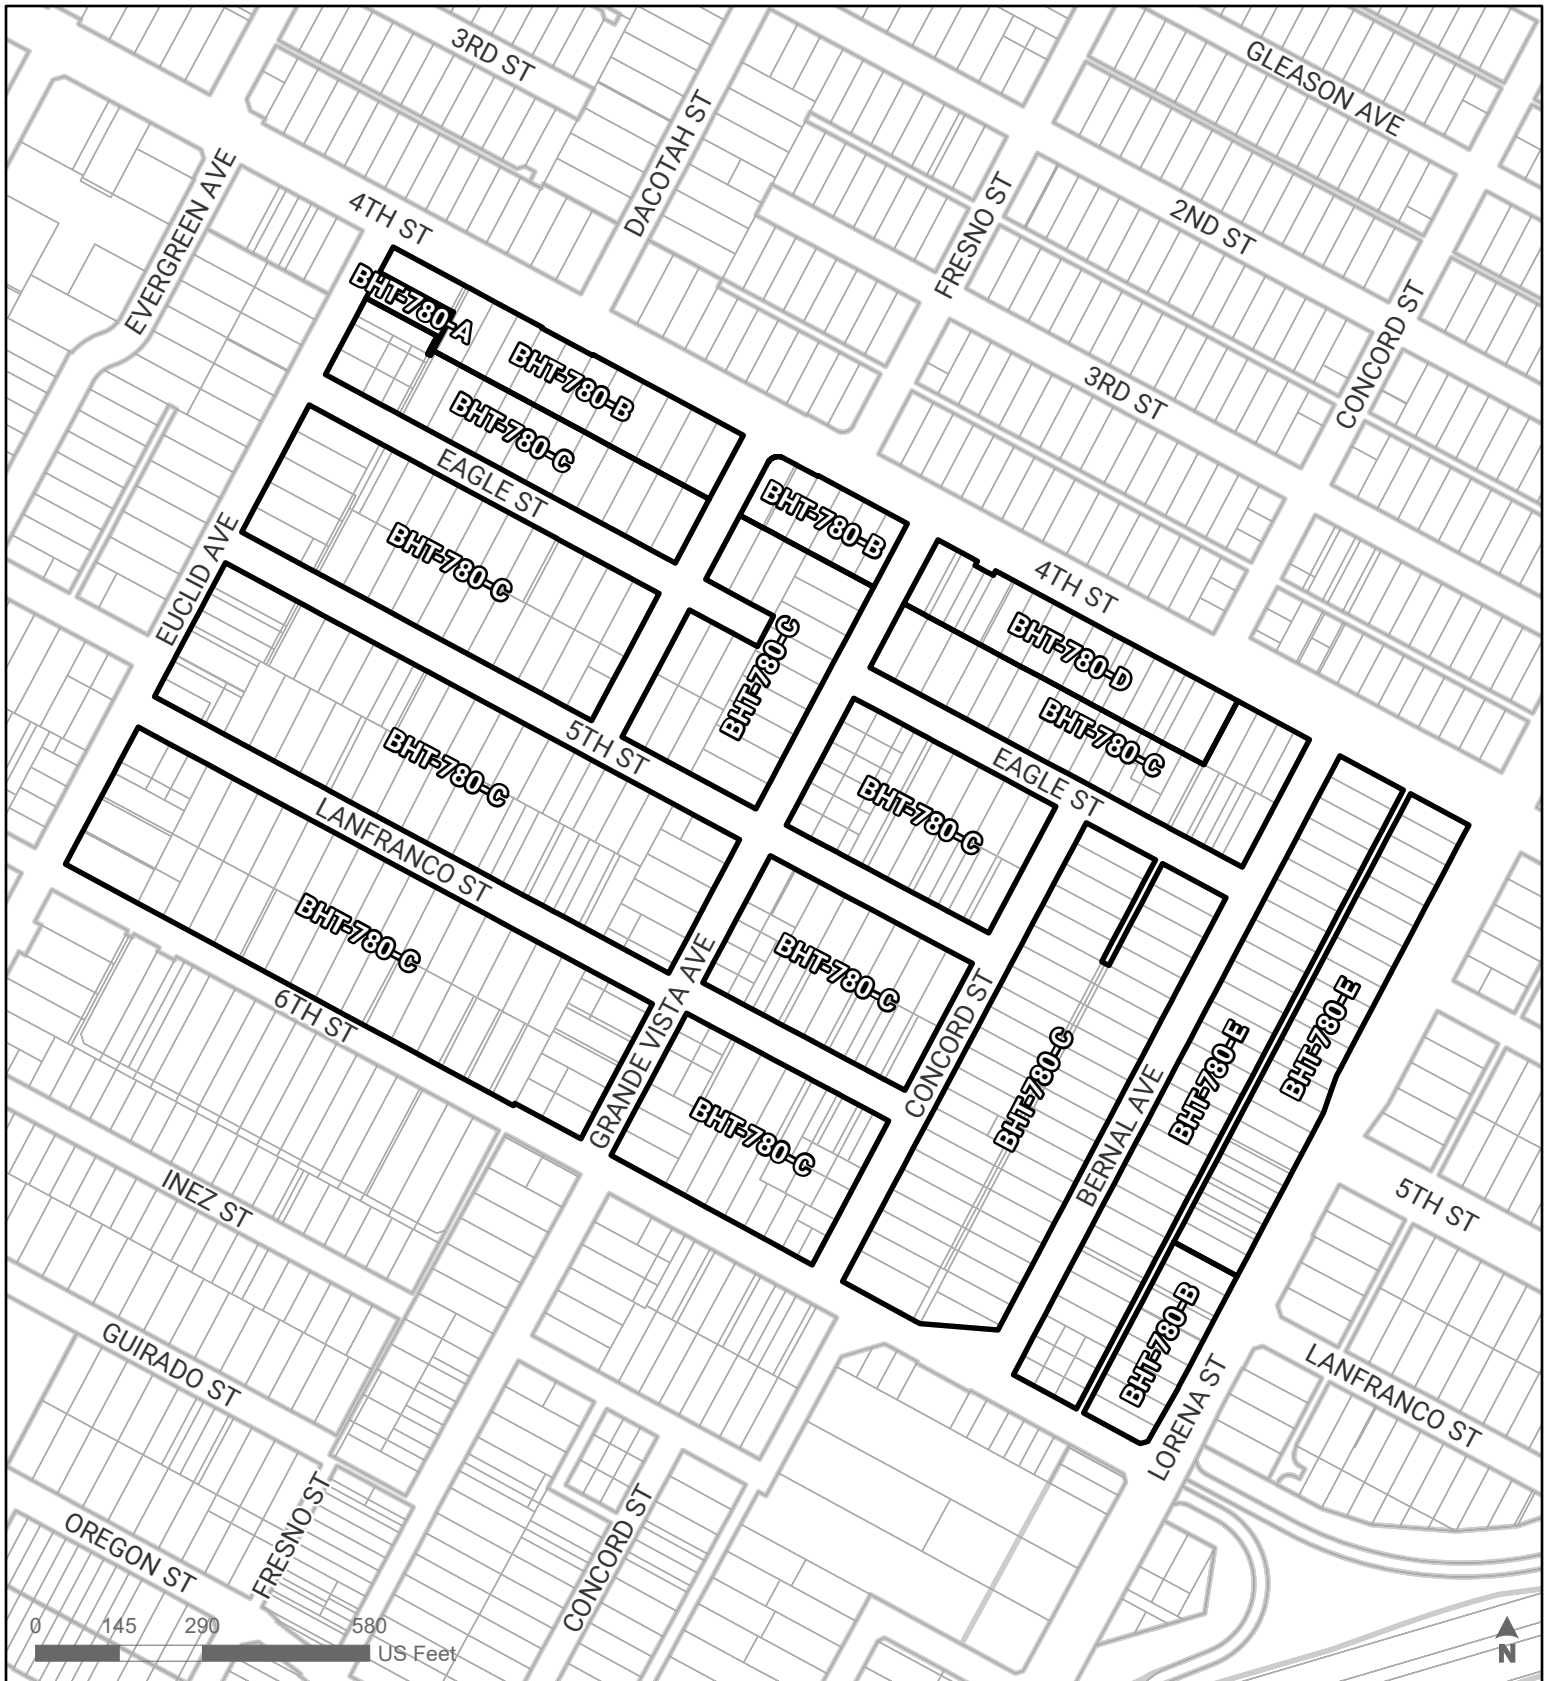 3RD ST
GLEASON AVE
DACOTAH ST
EVERGREEN AVE
4TH ST
FRESNO ST
2ND ST
CONCORD ST
BHT-780-A
BHT-780-B
3RD ST
BHT-780-C
EAGLE ST
BHT-780-B
BHT-780-C
EUCLID AVE
4TH ST
BHT-780-D
BHT-780-C
BHT-780-C
5TH ST
BHT-780-C
EAGLE ST
BHT-780-C
LANFRANCO ST
BHT-780-C
BHT-780-C
GRANDE VISTA AVE
CONCORD ST
6TH ST
BHT-780-E
BHT-780-E
BHT-780-C
BHT-780-C
BERNAL AVE
INEZ ST
5TH ST
BHT-780-B
GUIRADO ST
LORENA ST
LANFRANCO ST
OREGON ST
FRESNO ST
CONCORD ST
0 145 290 580
US Feet
N